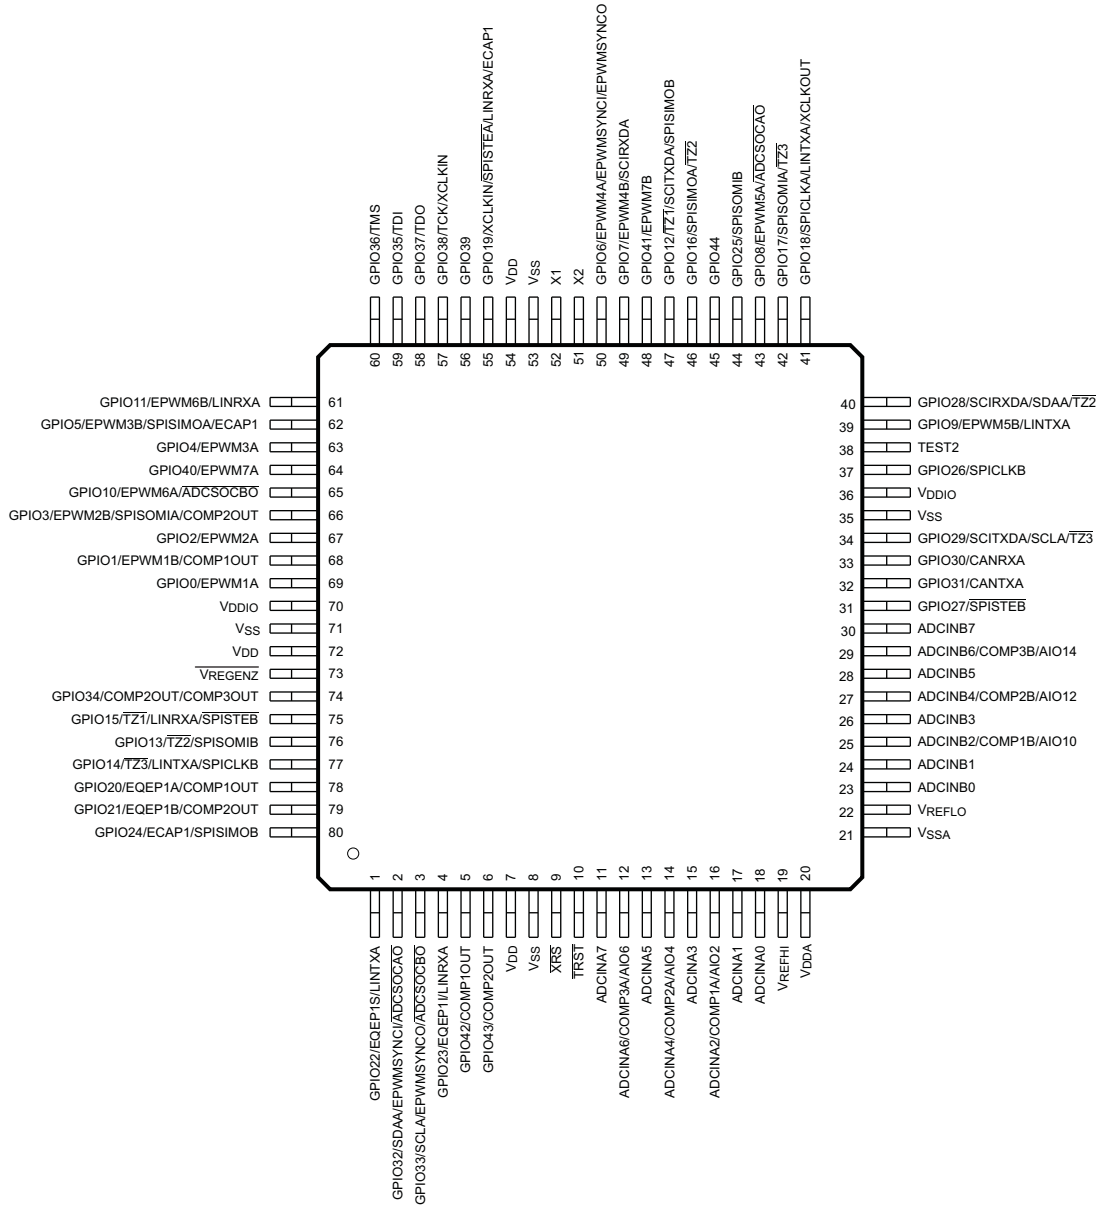 GPIO36/TMS
GPIO35/TDI
GPIO37/TDO
GPIO38/TCK/XCLKIN
GPIO39
GPIO19/XCLKIN/SPISTEA/LINRXA/ECAP1
VDD
VSS
X1
X2
GPIO6/EPWM4A/EPWMSYNCI/EPWMSYNCO
GPIO7/EPWM4B/SCIRXDA
GPIO41/EPWM7B
GPIO12/TZ1/SCITXDA/SPISIMOB
GPIO16/SPISIMOA/TZ2
GPIO44
GPIO25/SPISOMIB
GPIO8/EPWM5A/ADCSOCAO
GPIO17/SPISOMIA/TZ3
GPIO18/SPICLKA/LINTXA/XCLKOUT
60
59
58
57
56
55
54
53
52
51
50
49
48
47
46
45
44
43
42
41
GPIO11/EPWM6B/LINRXA 61
GPIO5/EPWM3B/SPISIMOA/ECAP1 62
GPIO4/EPWM3A 63
GPIO40/EPWM7A 64
GPIO10/EPWM6A/ADCSOCBO 65
GPIO3/EPWM2B/SPISOMIA/COMP2OUT 66
GPIO2/EPWM2A 67
GPIO1/EPWM1B/COMP1OUT 68
GPIO0/EPWM1A 69
VDDIO 70
VSS 71
VDD 72
VREGENZ 73
GPIO34/COMP2OUT/COMP3OUT 74
GPIO15/TZ1/LINRXA/SPISTEB 75
GPIO13/TZ2/SPISOMIB 76
GPIO14/TZ3/LINTXA/SPICLKB 77
GPIO20/EQEP1A/COMP1OUT 78
GPIO21/EQEP1B/COMP2OUT 79
GPIO24/ECAP1/SPISIMOB 80
40 GPIO28/SCIRXDA/SDAA/TZ2
39 GPIO9/EPWM5B/LINTXA
38 TEST2
37 GPIO26/SPICLKB
36 VDDIO
35 VSS
34 GPIO29/SCITXDA/SCLA/TZ3
33 GPIO30/CANRXA
32 GPIO31/CANTXA
31 GPIO27/SPISTEB
30 ADCINB7
29 ADCINB6/COMP3B/AIO14
28 ADCINB5
27 ADCINB4/COMP2B/AIO12
26 ADCINB3
25 ADCINB2/COMP1B/AIO10
24 ADCINB1
23 ADCINB0
22 VREFLO
21 VSSA
1
2
3
4
5
6
7
8
9
10
11
12
13
14
15
16
17
18
19
20
GPIO22/EQEP1S/LINTXA
GPIO32/SDAA/EPWMSYNCI/ADCSOCAO
GPIO33/SCLA/EPWMSYNCO/ADCSOCBO
GPIO23/EQEP1I/LINRXA
GPIO42/COMP1OUT
GPIO43/COMP2OUT
VDD
VSS
XRS
TRST
ADCINA7
ADCINA6/COMP3A/AIO6
ADCINA5
ADCINA4/COMP2A/AIO4
ADCINA3
ADCINA2/COMP1A/AIO2
ADCINA1
ADCINA0
VREFHI
VDDA